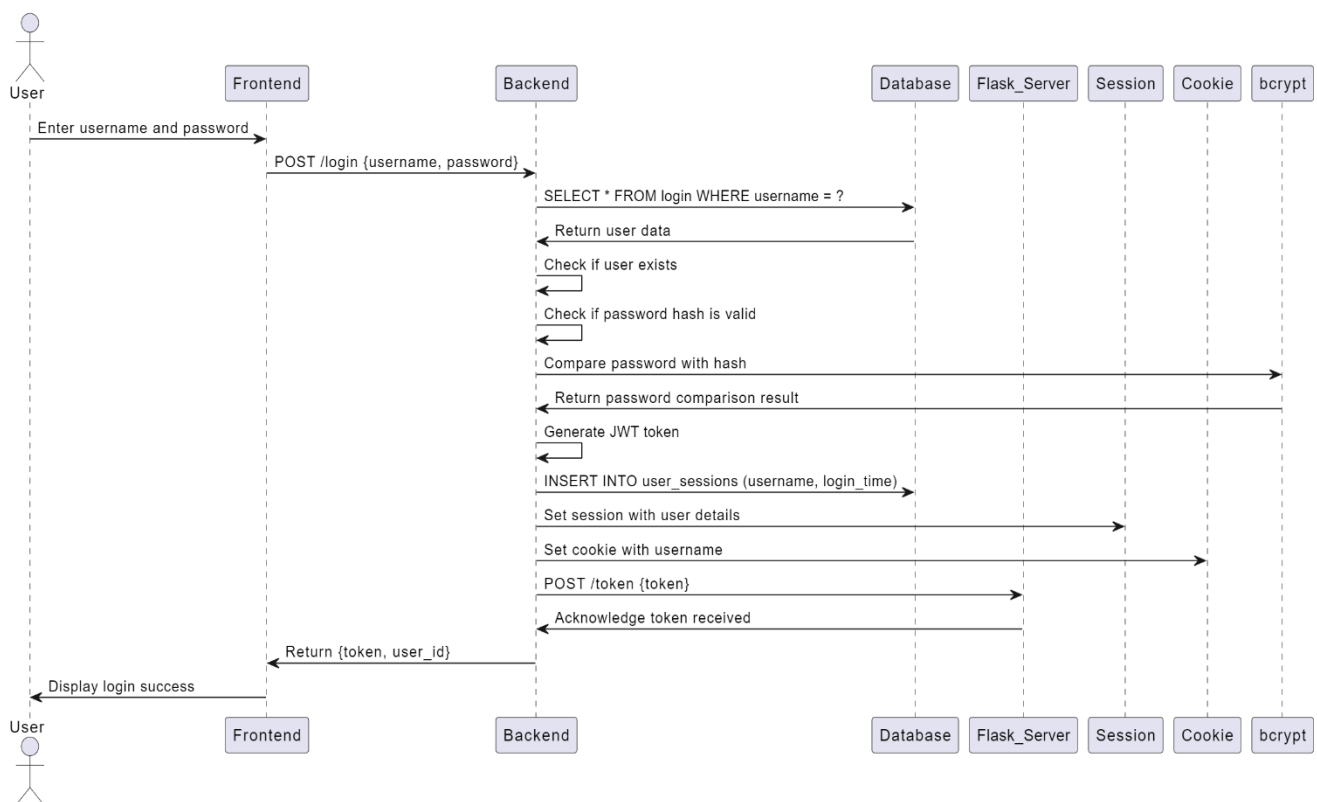 User
Frontend
Backend
Database
Flask_Server
Session
Cookie
bcrypt
Enter username and password
POST /login {username, password}
SELECT * FROM login WHERE username = ?
Return user data
Check if user exists
Check if password hash is valid
Compare password with hash
Return password comparison result
Generate JWT token
INSERT INTO user_sessions (username, login_time)
Set session with user details
Set cookie with username
POST /token {token}
Acknowledge token received
Return {token, user_id}
Display login success
User
Frontend
Backend
Database
Flask_Server
Session
Cookie
bcrypt